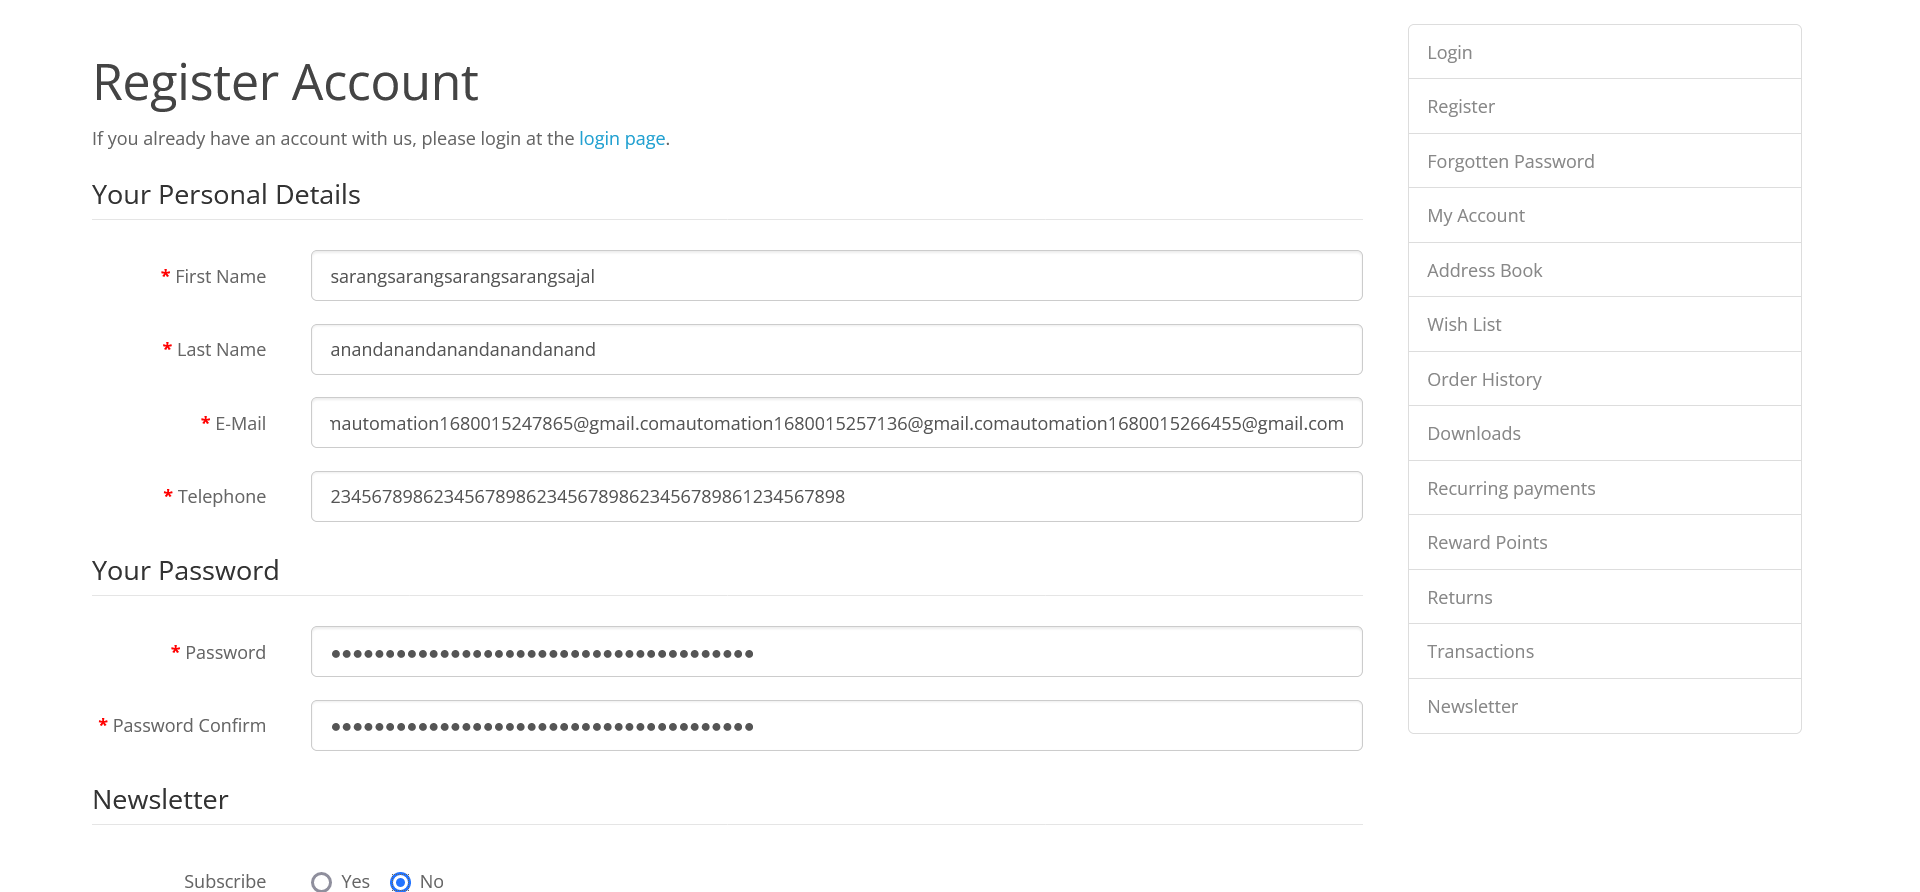 Register Account
If you already have an account with us, please login at the login page.
Your Personal Details
* First Name
sarangsarangsarangsarangsajal
* Last Name
anandanandanandanandanand
* E-Mail
mautomation1680015247865@gmail.comautomation1680015257136@gmail.comautomation1680015266455@gmail.com
* Telephone
23456789862345678986234567898623456789861234567898
Your Password
* Password
●●●●●●●●●●●●●●●●●●●●●●●●●●●●●●●●●●●●●●●
* Password Confirm
●●●●●●●●●●●●●●●●●●●●●●●●●●●●●●●●●●●●●●●
Newsletter
Subscribe
Yes
No
Login
Register
Forgotten Password
My Account
Address Book
Wish List
Order History
Downloads
Recurring payments
Reward Points
Returns
Transactions
Newsletter